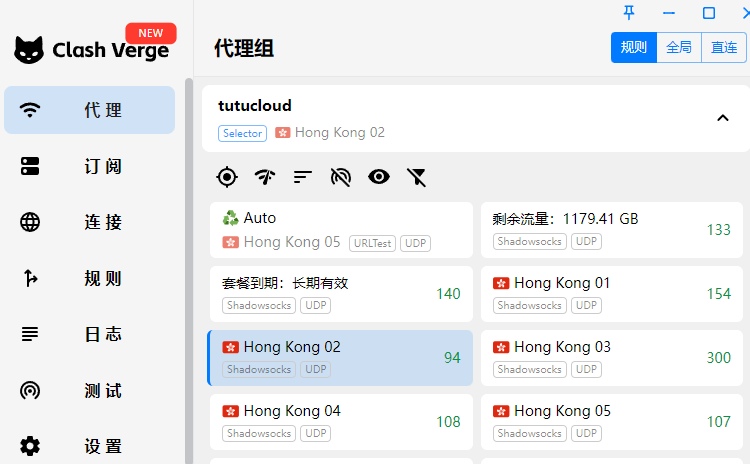 NEW
Clash Verge
代理
订阅
连接
规则
日志
测试
设置
代理组
规则 全局 直连
tutucloud
Selector Hong Kong 02
Auto
Hong Kong 05 URLTest UDP
剩余流量：1179.41 GB
Shadowsocks UDP
133
套餐到期：长期有效
Shadowsocks UDP
140
Hong Kong 01
Shadowsocks UDP
154
Hong Kong 02
Shadowsocks UDP
94
Hong Kong 03
Shadowsocks UDP
300
Hong Kong 04
Shadowsocks UDP
108
Hong Kong 05
Shadowsocks UDP
107